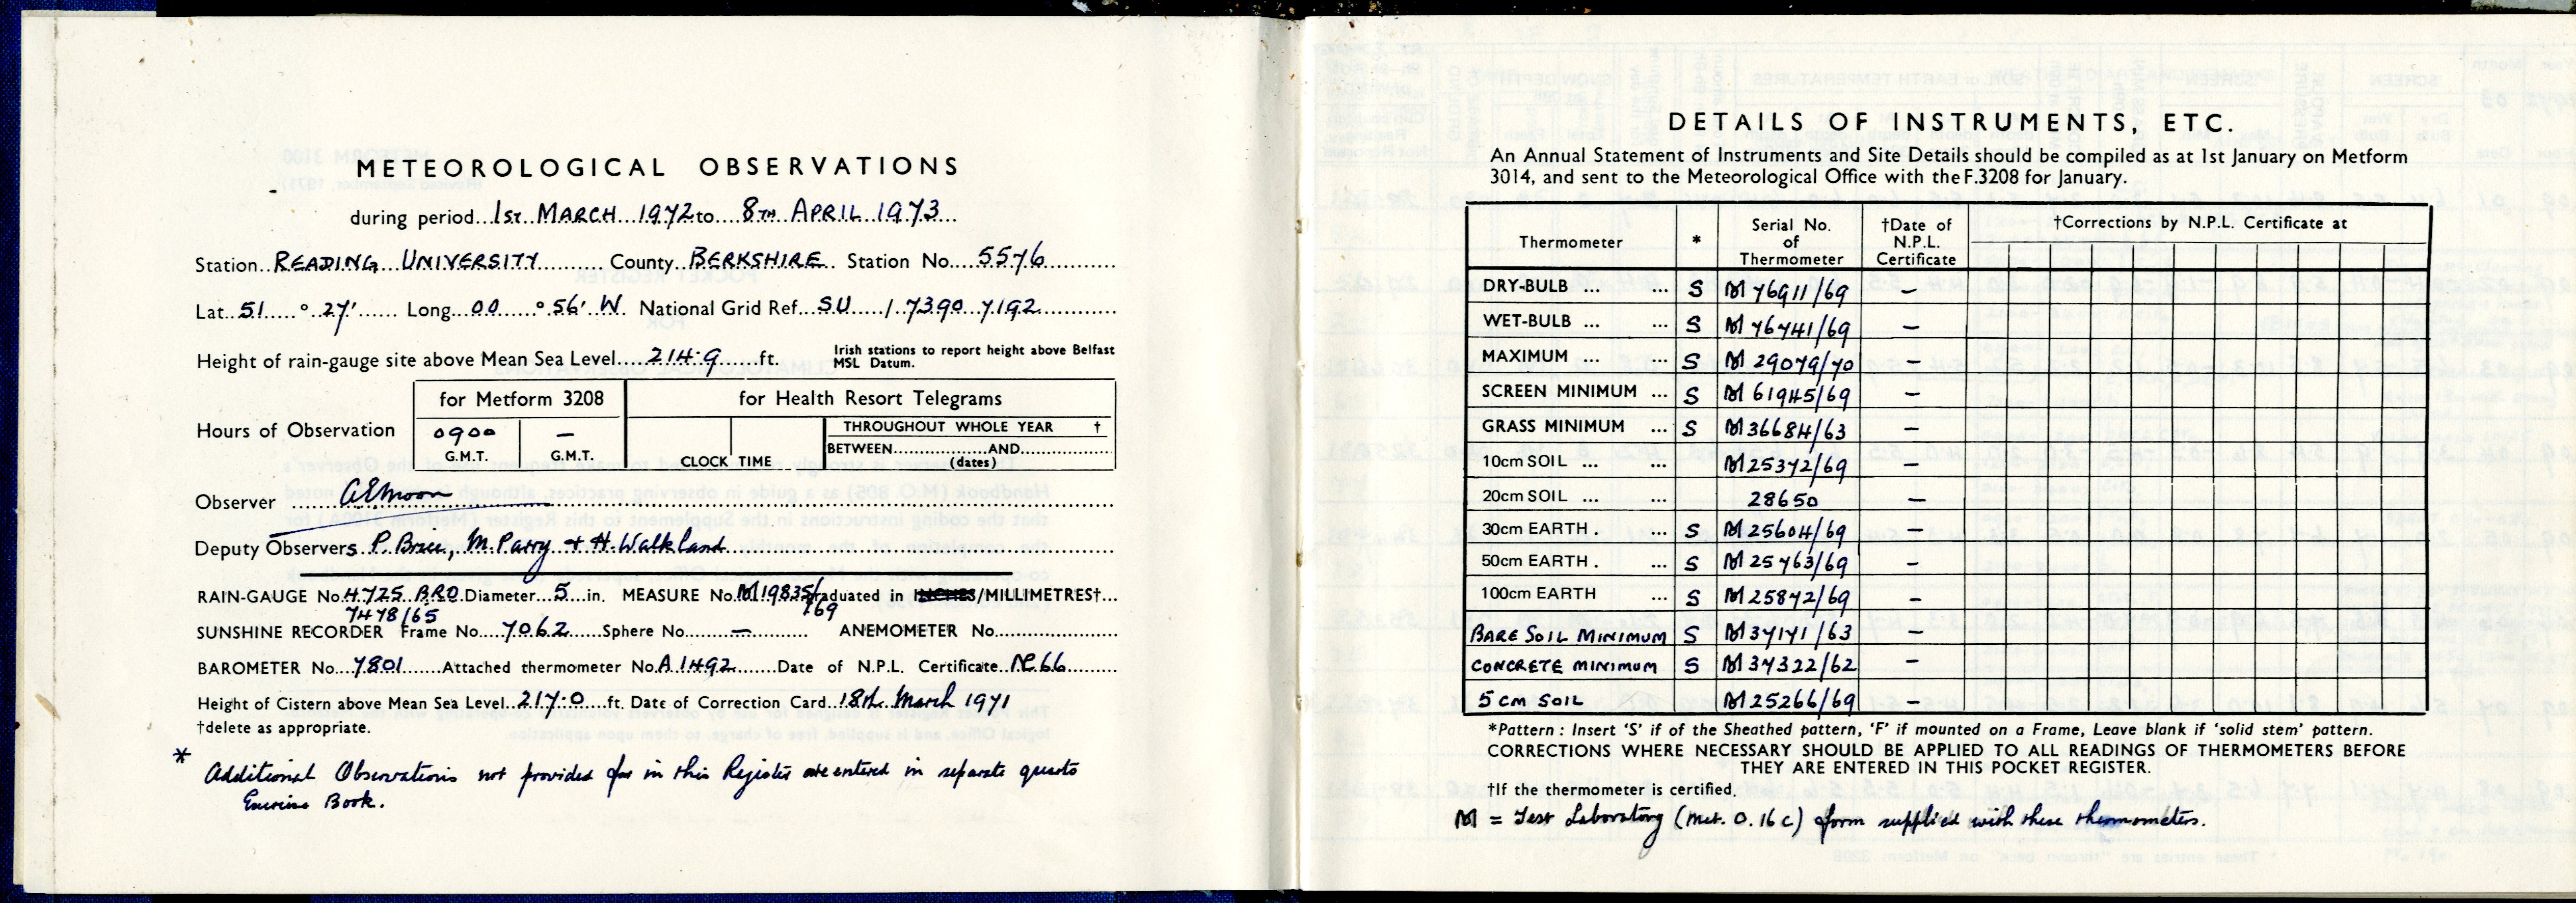 METEOROLOGICAL OBSERVATIONS
during period...1st MARCH 1972 to 8TH APRIL 1973...
Station..READING UNIVERSITY........ County..BERKSHIRE.. Station No....5576..........
Lat..51.....°.27'...... Long...00.....°.56' W. National Grid Ref...SU..../..7390 7192............
Height of rain-gauge site above Mean Sea Level.....214.9.....ft. Irish stations to report height above Belfast MSL Datum.
for Metform 3208 for Health Resort Telegrams
Hours of Observation 0900 G.M.T. – G.M.T. CLOCK TIME THROUGHOUT WHOLE YEAR †
BETWEEN...............AND...............
(dates)
Observer AEMoon
Deputy Observers P. Brice, M. Parry & H. Walkland
RAIN-GAUGE No. 4725 BRO. Diameter...5...in. MEASURE No. M19835/69 graduated in INCHES/MILLIMETRES†...
7478/65
SUNSHINE RECORDER Frame No....7062....Sphere No.......–......... ANEMOMETER No...................
BAROMETER No...7801......Attached thermometer No.A1492......Date of N.P.L. Certificate..NP.66.......
Height of Cistern above Mean Sea Level..217.0....ft. Date of Correction Card..18th March 1971
†delete as appropriate.
* Additional Observations not provided for in this Register are entered in separate quarto
Exercise Book.
DETAILS OF INSTRUMENTS, ETC.
An Annual Statement of Instruments and Site Details should be compiled as at 1st January on Metform
3014, and sent to the Meteorological Office with the F.3208 for January.
Thermometer * Serial No. of Thermometer †Date of N.P.L. Certificate †Corrections by N.P.L. Certificate at
DRY-BULB ... ... S M 76911/69 –
WET-BULB ... ... S M 76741/69 –
MAXIMUM ... ... S M 29079/70 –
SCREEN MINIMUM ... S M 61945/69 –
GRASS MINIMUM ... S M 36684/63 –
10cm SOIL ... ... M 25372/69 –
20cm SOIL ... ... 28650 –
30cm EARTH ... ... S M 25604/69 –
50cm EARTH . ... S M 25763/69 –
100cm EARTH ... S M 25872/69 –
BARE SOIL MINIMUM S M 37171/63 –
CONCRETE MINIMUM S M 37322/62 –
5 CM SOIL M 25266/69 –
*Pattern: Insert 'S' if of the Sheathed pattern, 'F' if mounted on a Frame, Leave blank if 'solid stem' pattern.
CORRECTIONS WHERE NECESSARY SHOULD BE APPLIED TO ALL READINGS OF THERMOMETERS BEFORE
THEY ARE ENTERED IN THIS POCKET REGISTER.
†If the thermometer is certified.
M = Test Laboratory (Met. O. 16c) form supplied with these thermometers.